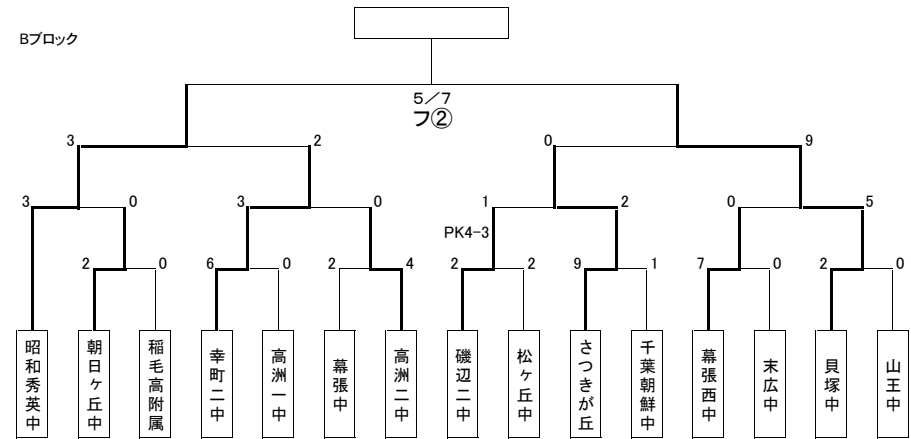 Bブロック
5/7
フ②
3 2 0 9
3 0 3 0 1 2 0 5
PK4-3
2 0 6 0 2 4 2 2 9 1 7 0 2 0
昭和秀英中
朝日ヶ丘中
稲毛高附属
幸町二中
高洲一中
幕張中
高洲二中
磯辺二中
松ヶ丘中
さつきが丘
千葉朝鮮中
幕張西中
末広中
貝塚中
山王中